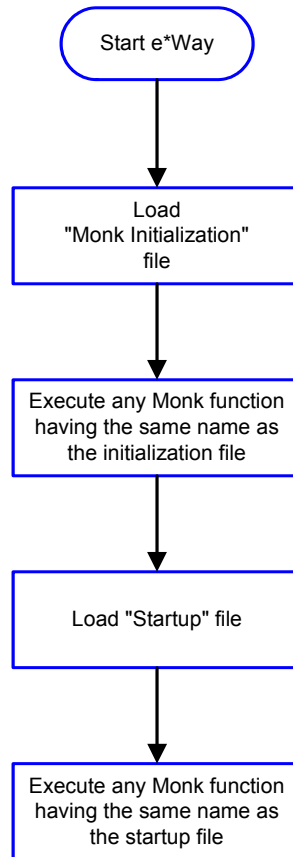 Start e*Way
Load
"Monk Initialization"
file
Execute any Monk function
having the same name as
the initialization file
Load "Startup" file
Execute any Monk function
having the same name as
the startup file